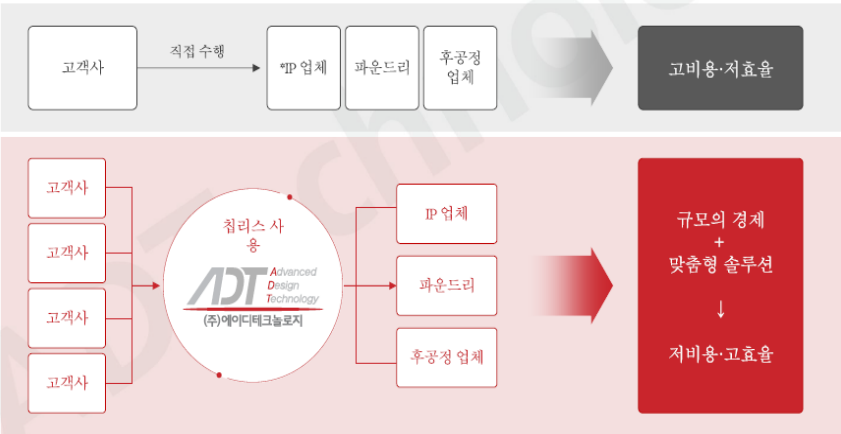 고객사
직접 수행
*IP 업체
파운드리
후공정
업체
고비용·저효율
고객사
고객사
고객사
고객사
칩리스 사
용
ADT Advanced
Design
Technology
(주)에이디테크놀로지
IP 업체
파운드리
후공정 업체
규모의 경제
+
맞춤형 솔루션
↓
저비용·고효율
ADTechnolo